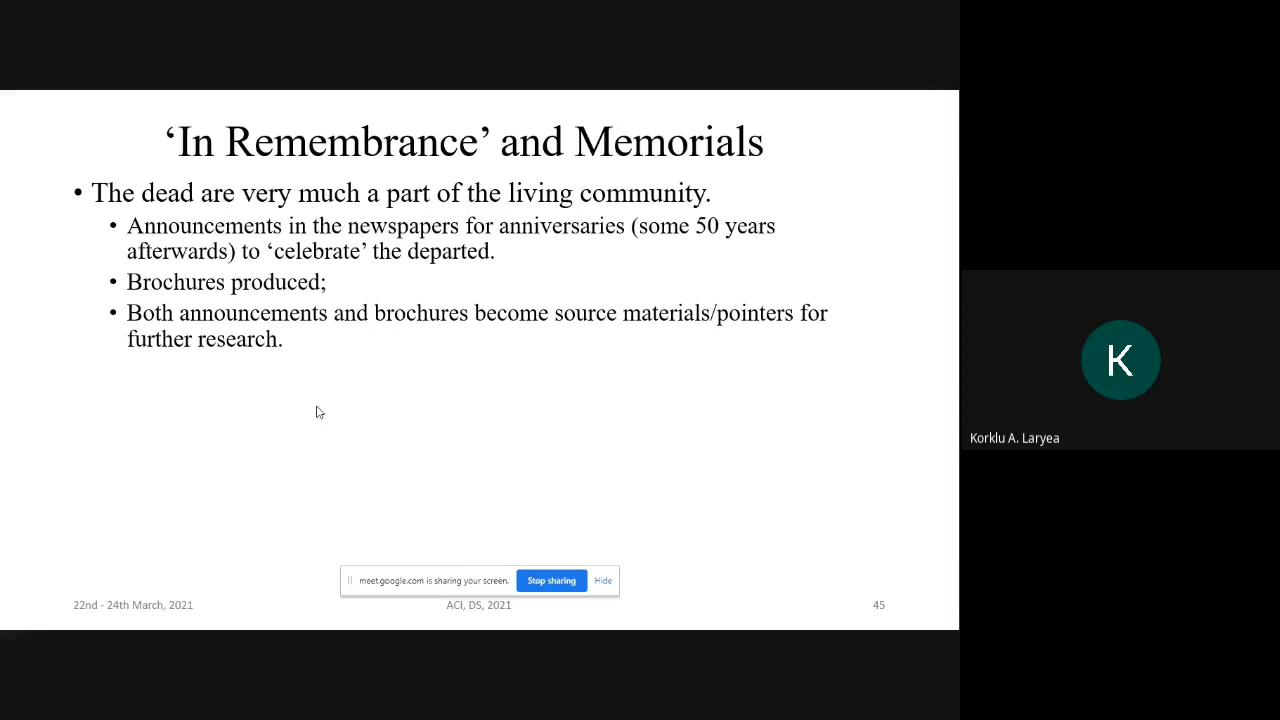 ‘In Remembrance’ and Memorials
• The dead are very much a part of the living community.
• Announcements in the newspapers for anniversaries (some 50 years
afterwards) to ‘celebrate’ the departed.
• Brochures produced;
• Both announcements and brochures become source materials/pointers for
further research.
K
Korklu A. Laryea
meet.google.com is sharing your screen. Stop sharing Hide
22nd - 24th March, 2021 ACI, DS, 2021 45